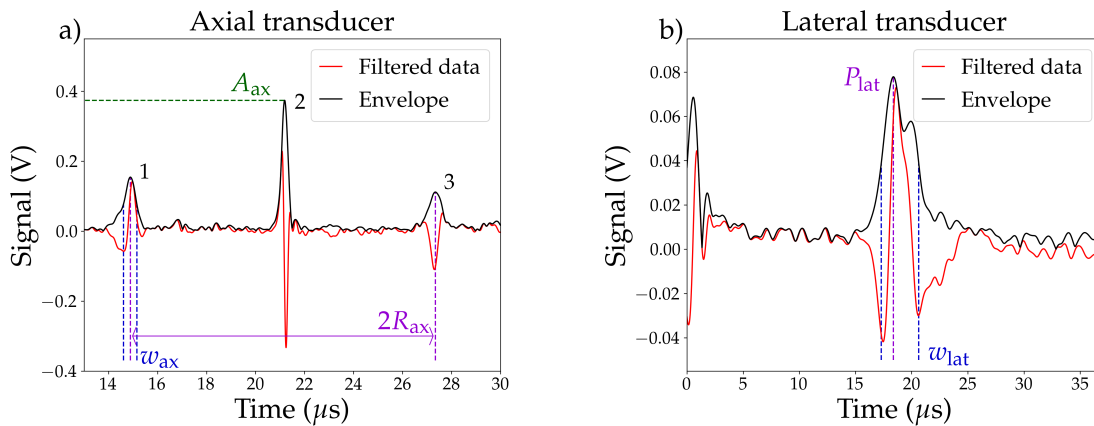 a) Axial transducer
Filtered data
Envelope
A_ax
1
2
3
2R_ax
w_ax
0.4
0.2
0.0
−0.2
−0.4
Signal (V)
14 16 18 20 22 24 26 28 30
Time (μs)
b) Lateral transducer
Filtered data
Envelope
P_lat
w_lat
0.08
0.06
0.04
0.02
0.00
−0.02
−0.04
Signal (V)
0 5 10 15 20 25 30 35
Time (μs)